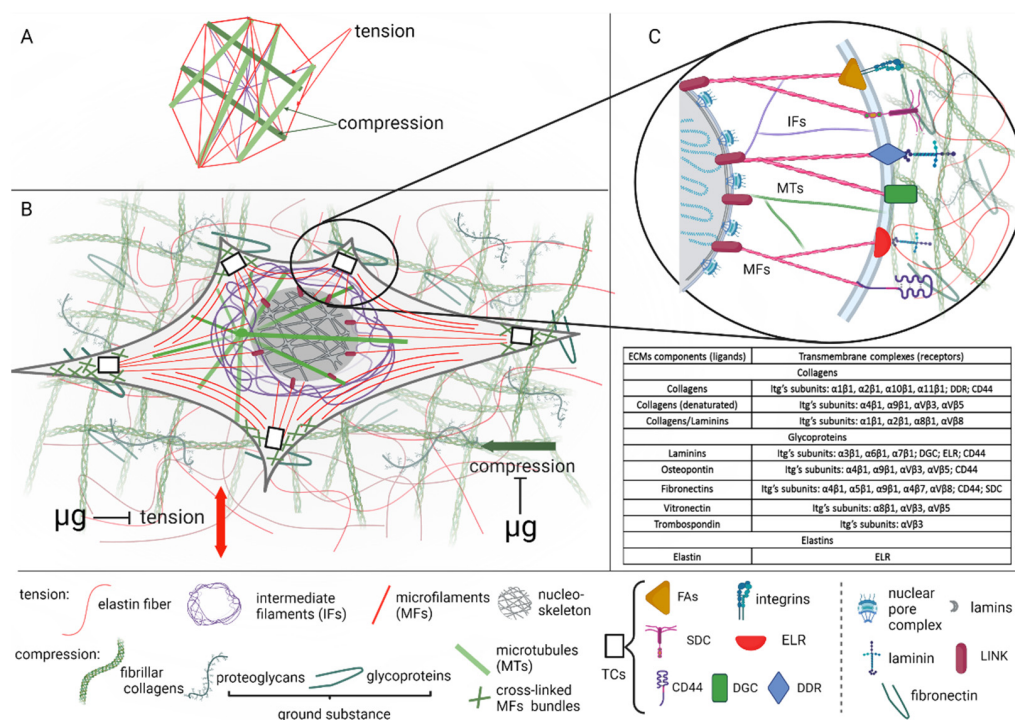 A
tension
compression
B
µg
tension
compression
µg
C
IFs
MTs
MFs
ECMs components (ligands) Transmembrane complexes (receptors)
Collagens
Collagens Itg's subunits: α1β1, α2β1, α10β1, α11β1; DDR; CD44
Collagens (denaturated) Itg's subunits: α4β1, α9β1, αVβ3, αVβ5
Collagens/Laminins Itg's subunits: α1β1, α2β1, α8β1, αVβ8
Glycoproteins
Laminins Itg's subunits: α3β1, α6β1, α7β1; DGC; ELR; CD44
Osteopontin Itg's subunits: α4β1, α9β1, αVβ3, αVβ5; CD44
Fibronectins Itg's subunits: α4β1, α5β1, α9β1, α4β7, αVβ8; CD44; SDC
Vitronectin Itg's subunits: α8β1, αVβ3, αVβ5
Trombospondin Itg's subunits: αVβ3
Elastins
Elastin ELR
tension:
elastin fiber
intermediate
filaments (IFs)
microfilaments
(MFs)
nucleo-
skeleton
compression:
fibrillar
collagens
proteoglycans
glycoproteins
ground substance
microtubules
(MTs)
cross-linked
MFs bundles
TCs
FAs
integrins
SDC
ELR
CD44
DGC
DDR
nuclear
pore
complex
lamins
laminin
LINK
fibronectin